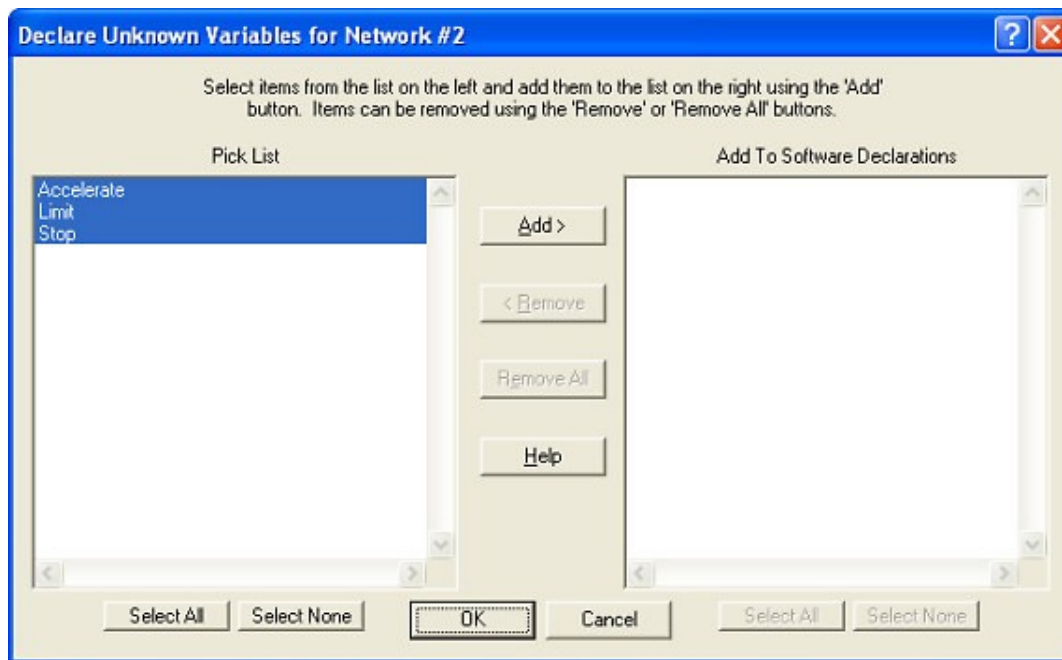 Declare Unknown Variables for Network #2
Select items from the list on the left and add them to the list on the right using the 'Add'
button. Items can be removed using the 'Remove' or 'Remove All' buttons.
Pick List
Add To Software Declarations
Accelerate
Limit
Stop
Add >
< Remove
Remove All
Help
Select All
Select None
OK
Cancel
Select All
Select None